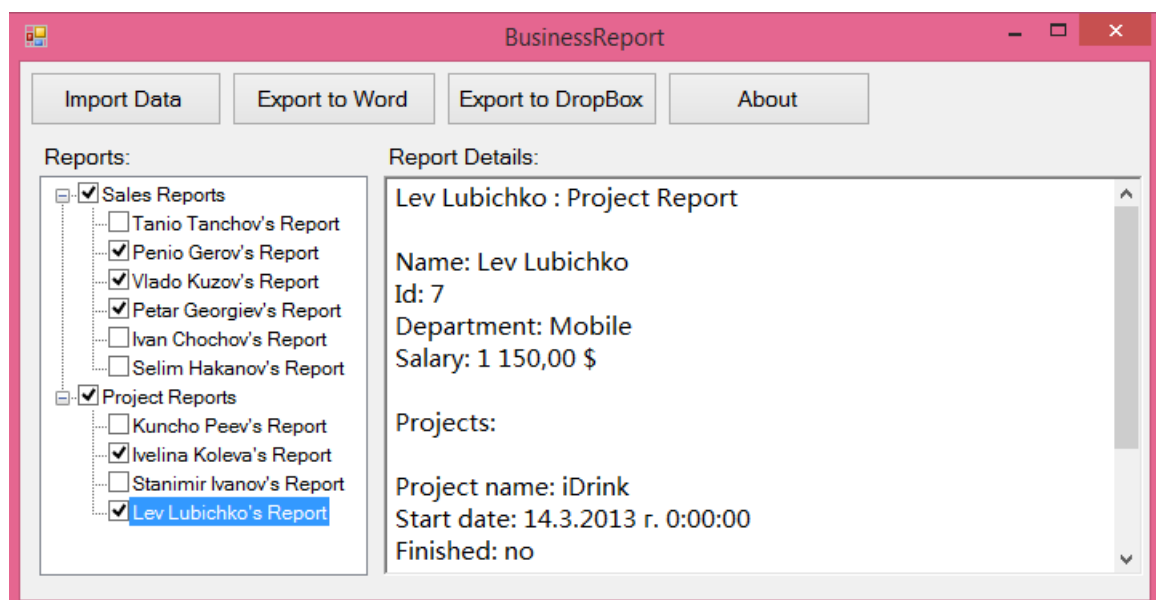 BusinessReport
Import Data
Export to Word
Export to DropBox
About
Reports:
Sales Reports
Tanio Tanchov's Report
Penio Gerov's Report
Vlado Kuzov's Report
Petar Georgiev's Report
Ivan Chochov's Report
Selim Hakanov's Report
Project Reports
Kuncho Peev's Report
Ivelina Koleva's Report
Stanimir Ivanov's Report
Lev Lubichko's Report
Report Details:
Lev Lubichko : Project Report
Name: Lev Lubichko
Id: 7
Department: Mobile
Salary: 1 150,00 $
Projects:
Project name: iDrink
Start date: 14.3.2013 г. 0:00:00
Finished: no